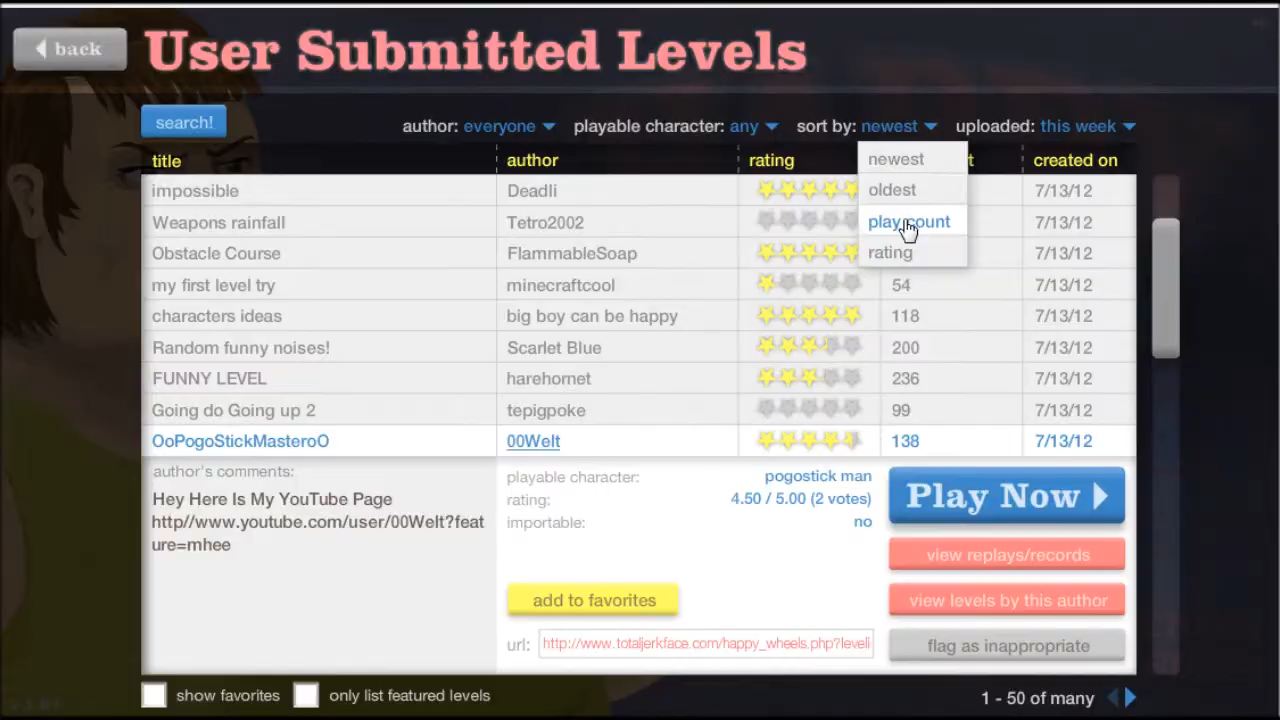 back
User Submitted Levels
search!
author: everyone playable character: any sort by: newest uploaded: this week
title author rating t created on
newest
oldest
play count
rating
impossible Deadli 7/13/12
Weapons rainfall Tetro2002 7/13/12
Obstacle Course FlammableSoap 7/13/12
my first level try minecraftcool 54 7/13/12
characters ideas big boy can be happy 118 7/13/12
Random funny noises! Scarlet Blue 200 7/13/12
FUNNY LEVEL harehornet 236 7/13/12
Going do Going up 2 tepigpoke 99 7/13/12
OoPogoStickMasteroO 00Welt 138 7/13/12
author's comments:
Hey Here Is My YouTube Page
http//www.youtube.com/user/00Welt?feat
ure=mhee
playable character: pogostick man
rating: 4.50 / 5.00 (2 votes)
importable: no
add to favorites
url: http://www.totaljerkface.com/happy_wheels.php?leveli
Play Now
view replays/records
view levels by this author
flag as inappropriate
show favorites only list featured levels
1 - 50 of many